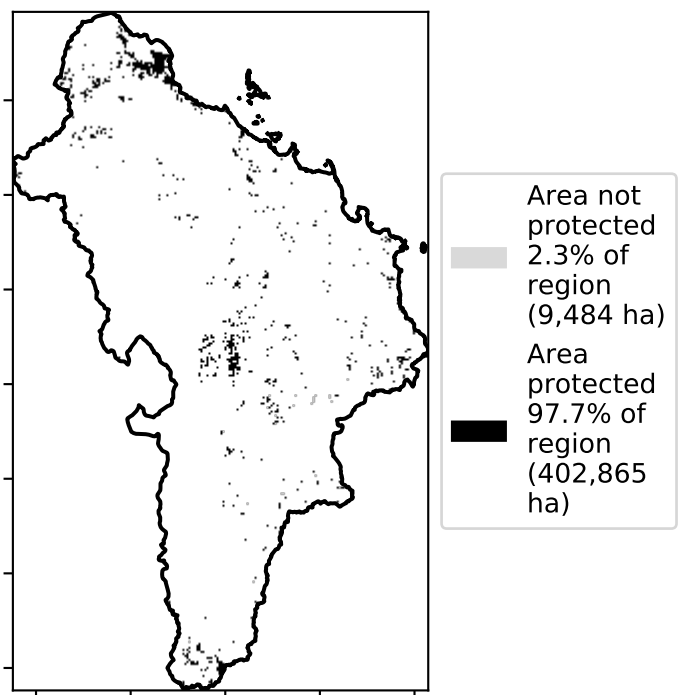 Area not
protected
2.3% of
region
(9,484 ha)
Area
protected
97.7% of
region
(402,865
ha)